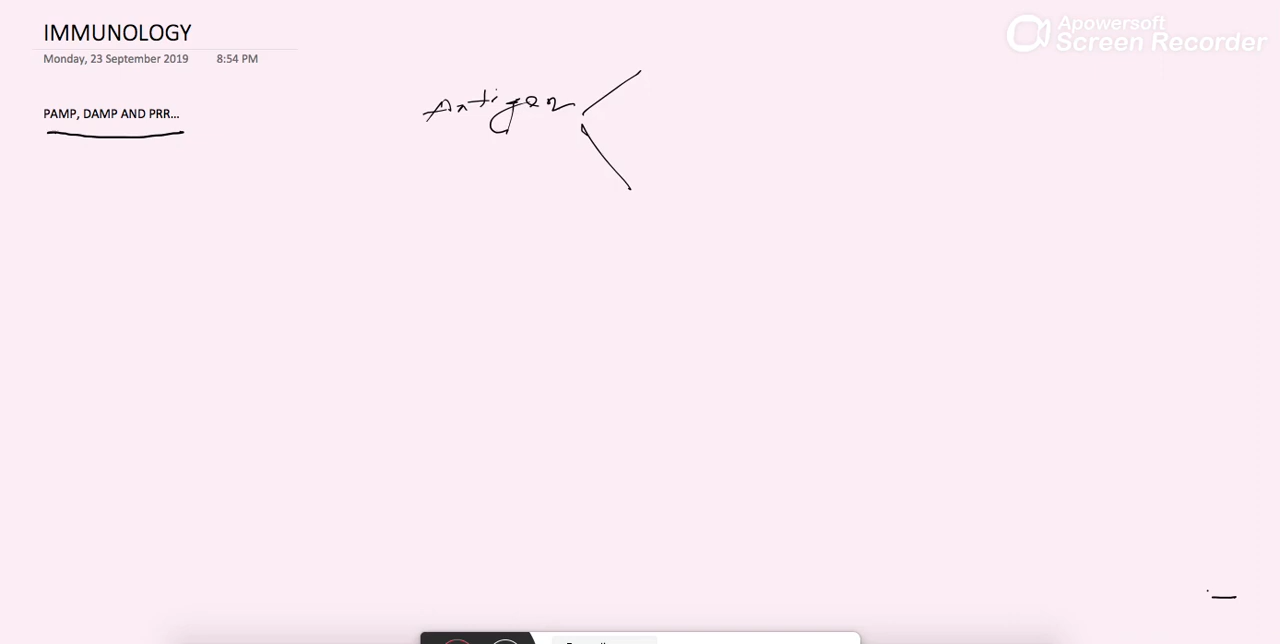 IMMUNOLOGY
Monday, 23 September 2019 8:54 PM
Apowersoft
Screen Recorder
Antigen
PAMP, DAMP AND PRR...